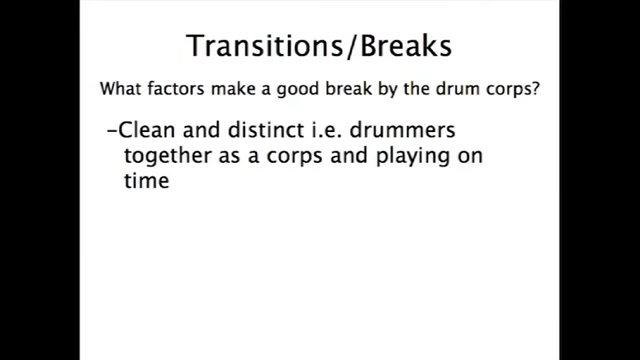 Transitions/Breaks
What factors make a good break by the drum corps?
–Clean and distinct i.e. drummers
together as a corps and playing on
time